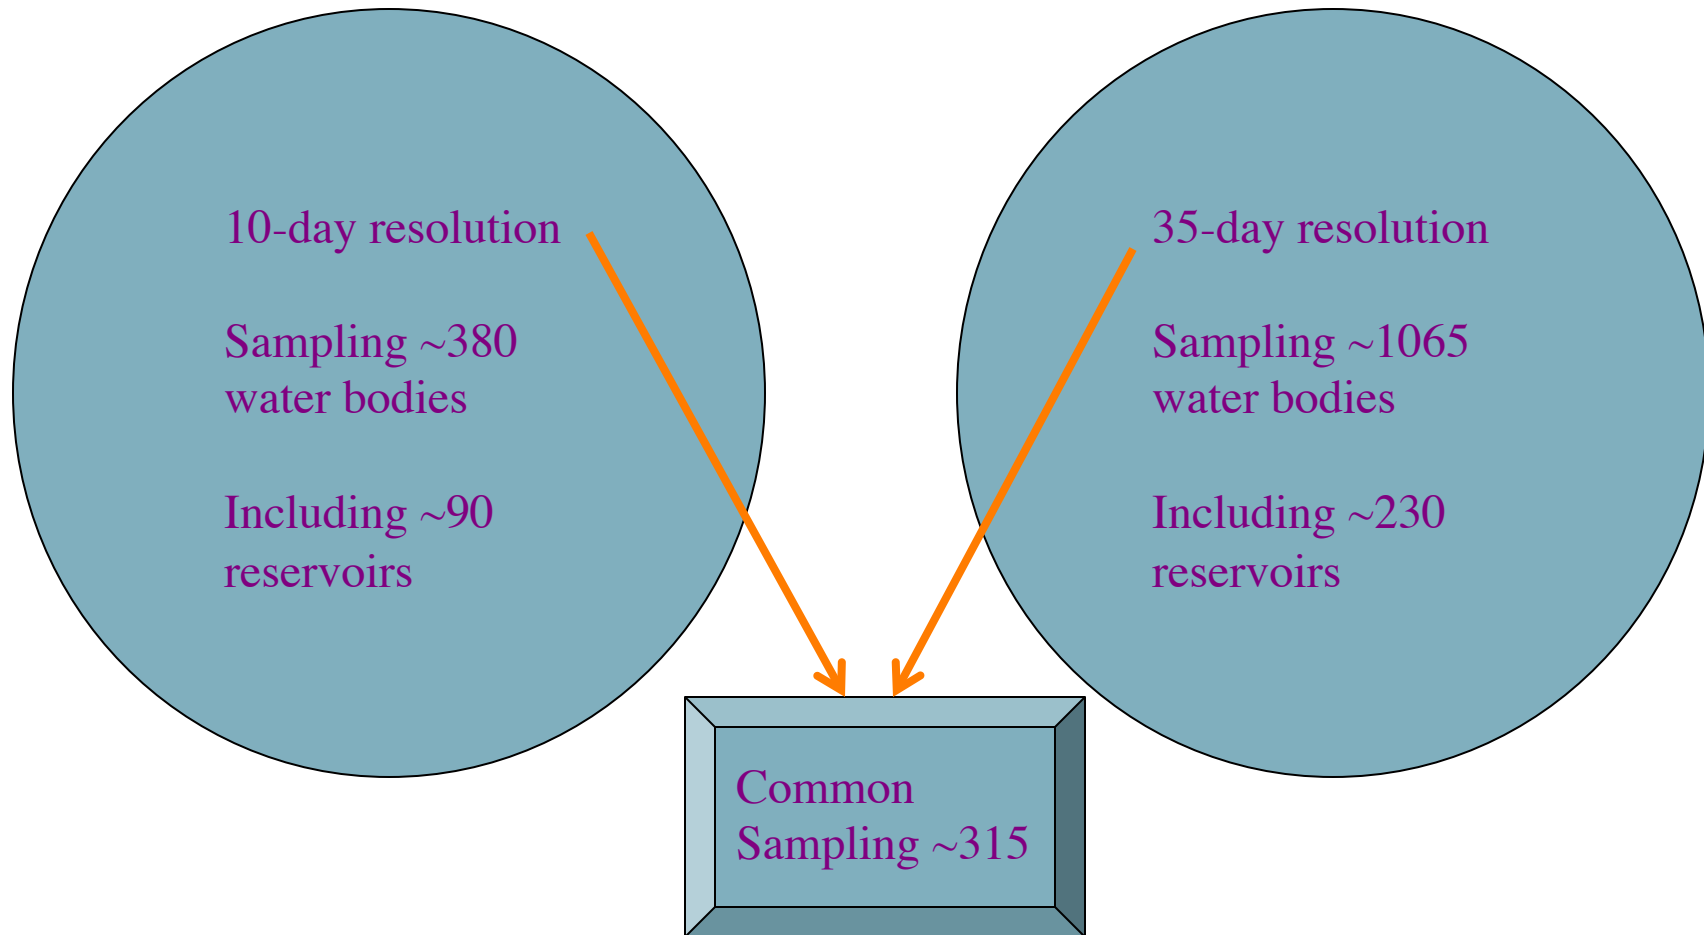 10-day resolution
Sampling ~380
water bodies
Including ~90
reservoirs
35-day resolution
Sampling ~1065
water bodies
Including ~230
reservoirs
Common
Sampling ~315